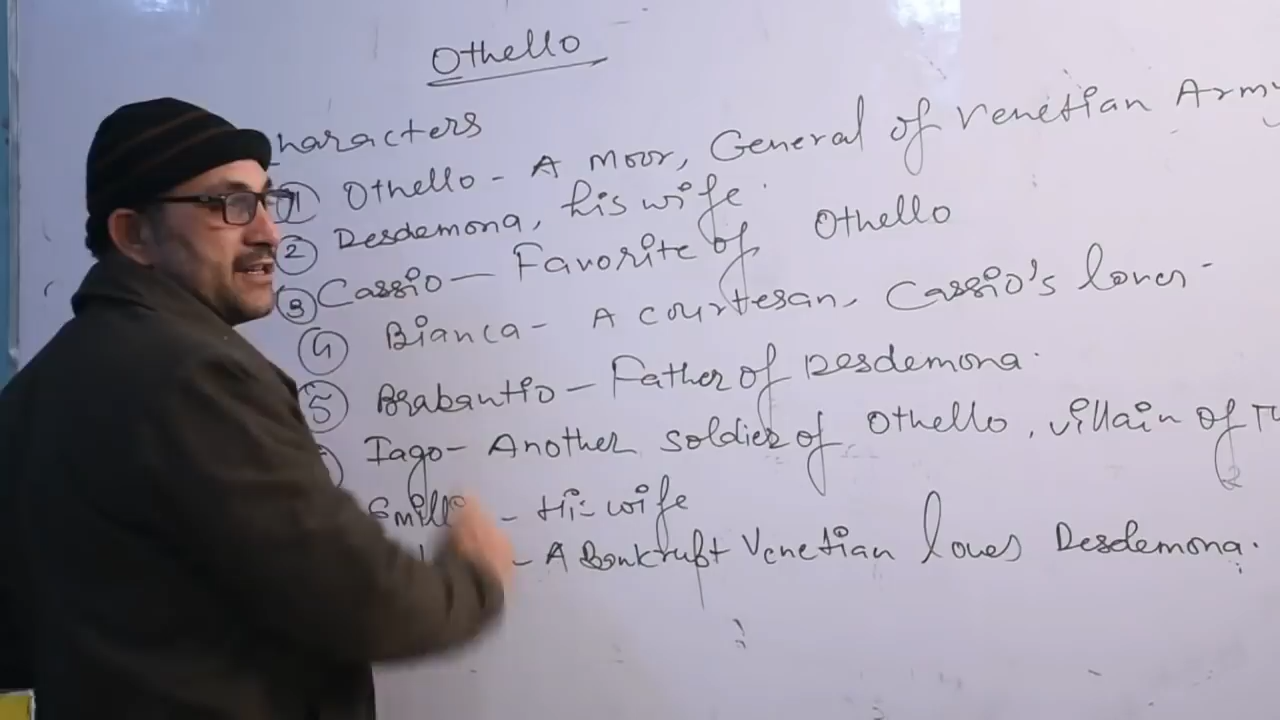 Othello
haracters
1 Othello - A Moor, General of Venetian Army
2 Desdemona, his wife.
3 Cassio - Favorite of Othello
4 Bianca - A courtesan, Cassio's lover -
5 Brabantio - Father of Desdemona.
Iago - Another soldier of Othello, villain of
Emill - His wife
- A Bankrupt Venetian loves Desdemona.